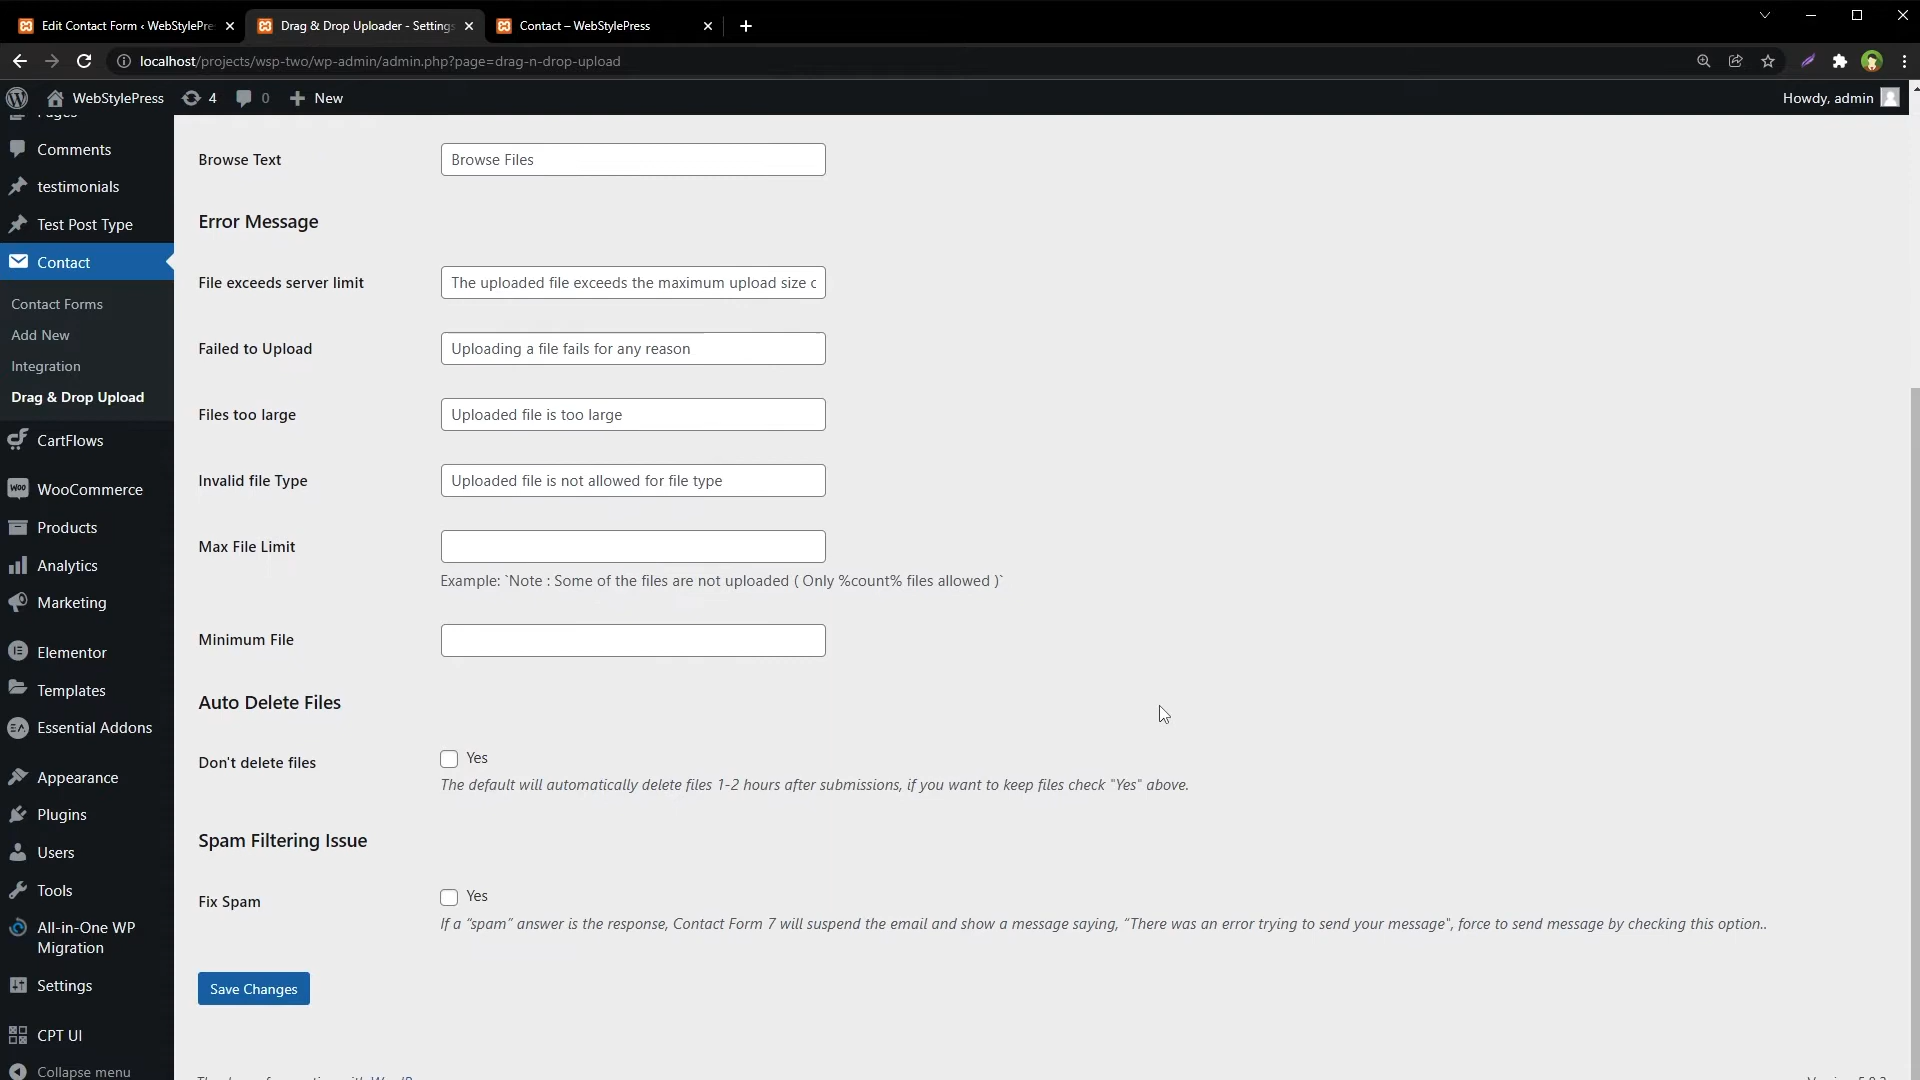 Edit Contact Form ‹ WebStylePre
Drag & Drop Uploader - Settings
Contact – WebStylePress
localhost/projects/wsp-two/wp-admin/admin.php?page=drag-n-drop-upload
WebStylePress
4
0
New
Howdy, admin
Pages
Comments
testimonials
Test Post Type
Contact
Contact Forms
Add New
Integration
Drag & Drop Upload
CartFlows
WooCommerce
Products
Analytics
Marketing
Elementor
Templates
Essential Addons
Appearance
Plugins
Users
Tools
All-in-One WP
Migration
Settings
CPT UI
Collapse menu
Browse Text
Browse Files
Error Message
File exceeds server limit
The uploaded file exceeds the maximum upload size c
Failed to Upload
Uploading a file fails for any reason
Files too large
Uploaded file is too large
Invalid file Type
Uploaded file is not allowed for file type
Max File Limit
Example: `Note : Some of the files are not uploaded ( Only %count% files allowed )`
Minimum File
Auto Delete Files
Don't delete files
Yes
The default will automatically delete files 1-2 hours after submissions, if you want to keep files check "Yes" above.
Spam Filtering Issue
Fix Spam
Yes
If a “spam” answer is the response, Contact Form 7 will suspend the email and show a message saying, “There was an error trying to send your message", force to send message by checking this option..
Save Changes